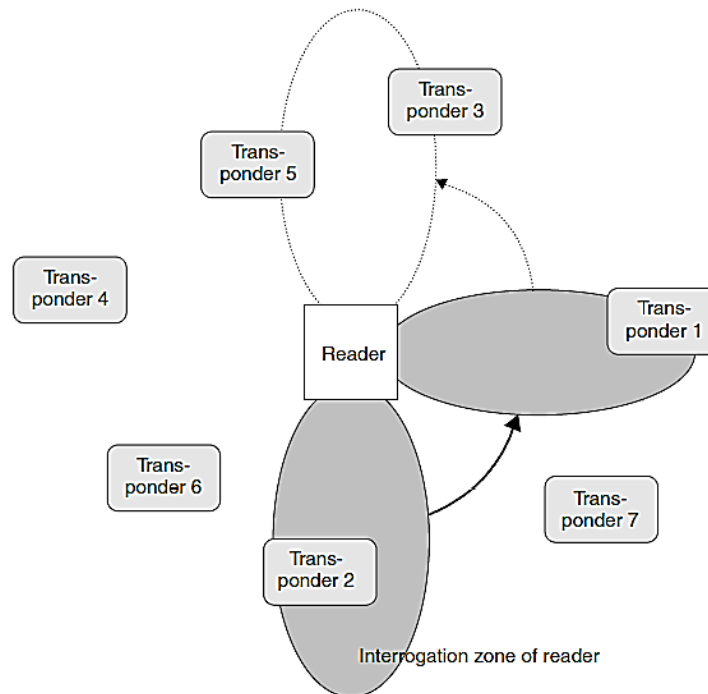 Trans-
ponder 3
Trans-
ponder 5
Trans-
ponder 4
Trans-
ponder 1
Reader
Trans-
ponder 6
Trans-
ponder 7
Trans-
ponder 2
Interrogation zone of reader